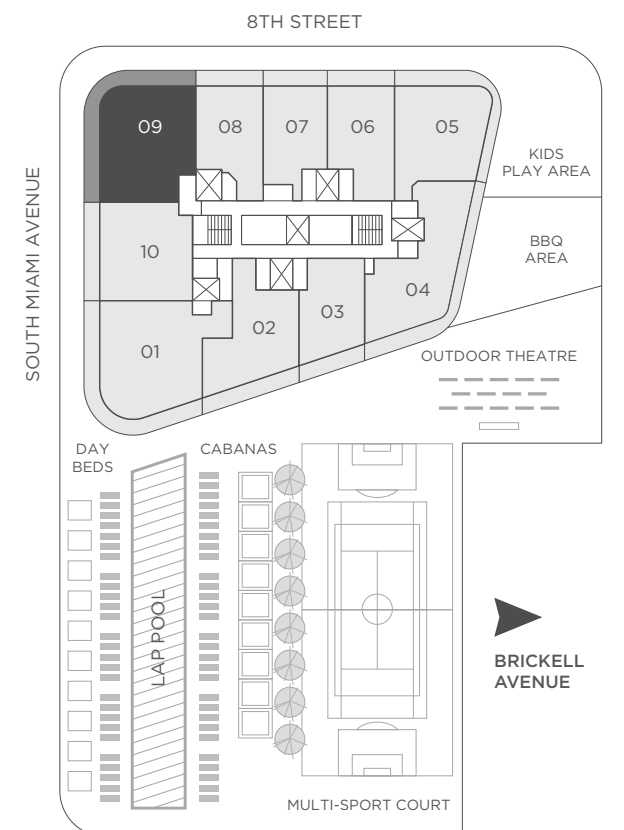 8TH STREET
SOUTH MIAMI AVENUE
09
08
07
06
05
KIDS
PLAY AREA
10
BBQ
AREA
04
03
02
01
OUTDOOR THEATRE
DAY
BEDS
CABANAS
LAP POOL
BRICKELL
AVENUE
MULTI-SPORT COURT